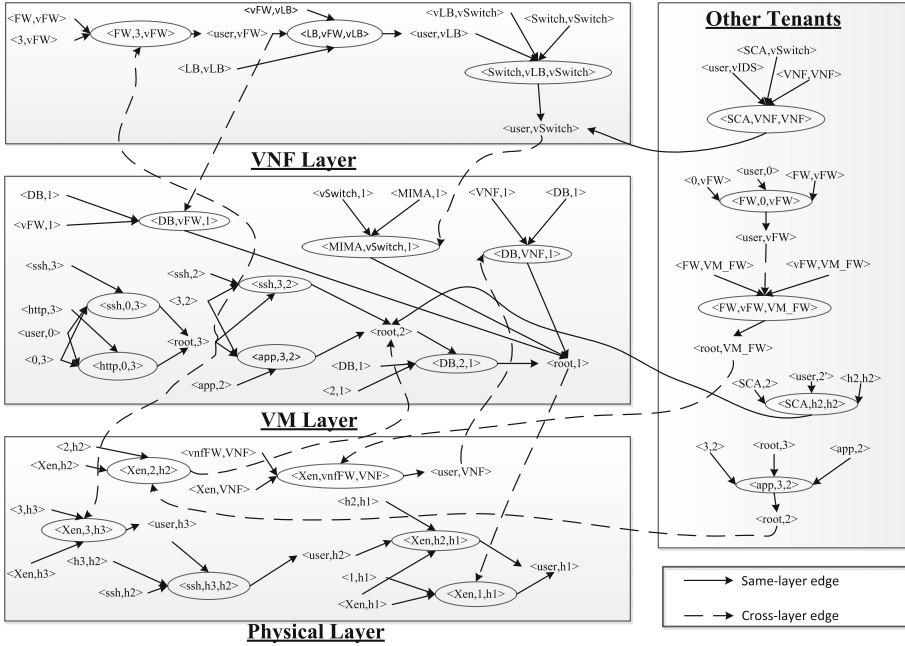 <FW,vFW>
<3,vFW>
<FW,3,vFW>
<user,vFW>
<vFW,vLB>
<LB,vFW,vLB>
<LB,vLB>
<user,vLB>
<vLB,vSwitch>
<Switch,vSwitch>
<Switch,vLB,vSwitch>
<user,vSwitch>
VNF Layer
<DB,1>
<vFW,1>
<DB,vFW,1>
<vSwitch,1>
<MIMA,1>
<MIMA,vSwitch,1>
<VNF,1>
<DB,1>
<DB,VNF,1>
<ssh,3>
<http,3>
<user,0>
<0,3>
<ssh,0,3>
<http,0,3>
<root,3>
<ssh,2>
<3,2>
<app,2>
<ssh,3,2>
<app,3,2>
<root,2>
<DB,1>
<2,1>
<DB,2,1>
<root,1>
VM Layer
<2,h2>
<Xen,h2>
<Xen,2,h2>
<vnfFW,VNF>
<Xen,VNF>
<Xen,vnfFW,VNF>
<user,VNF>
<3,h3>
<Xen,h3>
<Xen,3,h3>
<user,h3>
<h3,h2>
<ssh,h2>
<ssh,h3,h2>
<user,h2>
<h2,h1>
<Xen,h2,h1>
<1,h1>
<Xen,h1>
<Xen,1,h1>
<user,h1>
Physical Layer
Other Tenants
<SCA,vSwitch>
<user,vIDS>
<VNF,VNF>
<SCA,VNF,VNF>
<user,0>
<0,vFW>
<FW,vFW>
<FW,0,vFW>
<user,vFW>
<FW,VM_FW>
<vFW,VM_FW>
<FW,vFW,VM_FW>
<root,VM_FW>
<SCA,2>
<user,2'>
<h2,h2>
<SCA,h2,h2>
<3,2>
<root,3>
<app,2>
<app,3,2>
<root,2>
Same-layer edge
Cross-layer edge